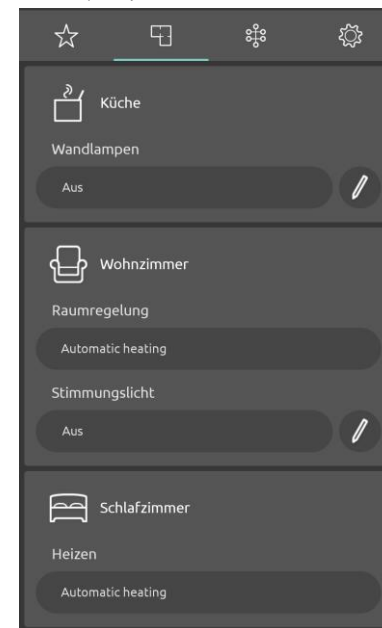 Küche
Wandlampen
Aus
Wohnzimmer
Raumregelung
Automatic heating
Stimmungslicht
Aus
Schlafzimmer
Heizen
Automatic heating